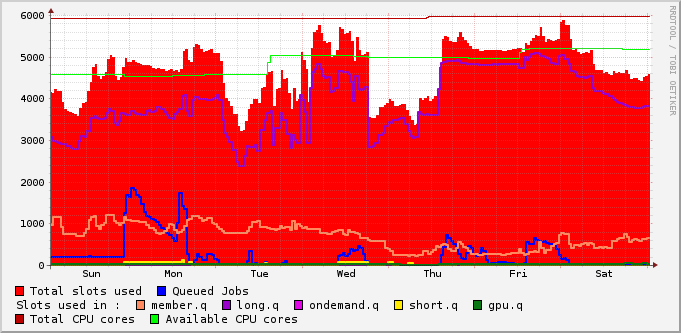 6000
5000
4000
3000
2000
1000
0
Sun Mon Tue Wed Thu Fri Sat
RRDTOOL / TOBI OETIKER
Total slots used Queued Jobs
Slots used in : member.q long.q ondemand.q short.q gpu.q
Total CPU cores Available CPU cores